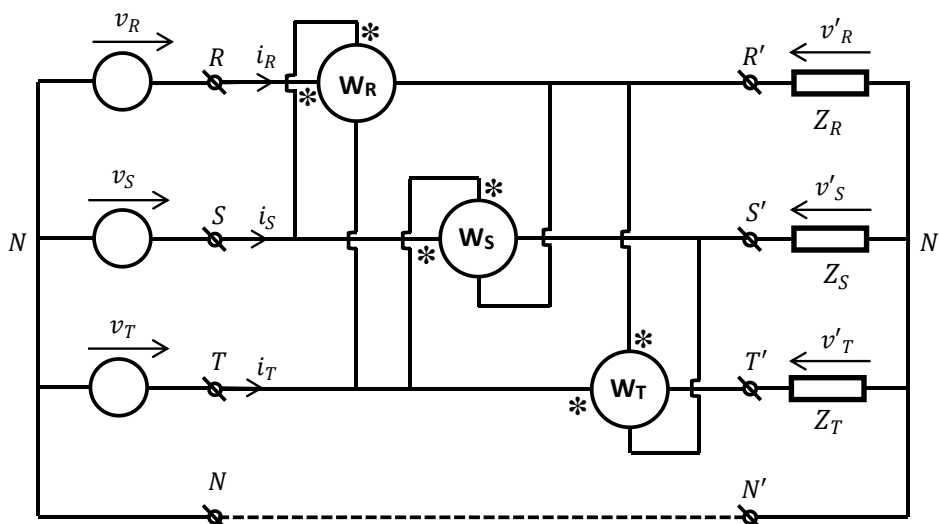 v_R R i_R * W_R * R' v'_R Z_R
v_S S i_S * W_S * S' v'_S Z_S
N N
v_T T i_T * W_T * T' v'_T Z_T
N N'